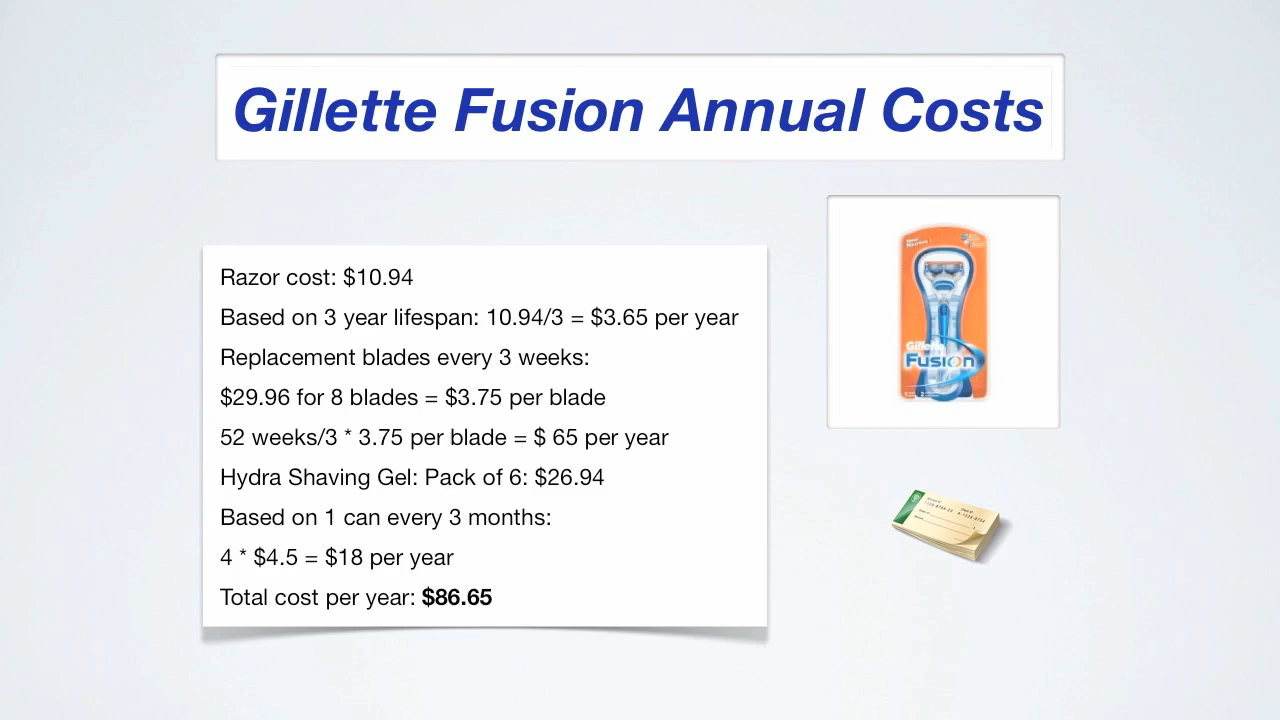 Gillette Fusion Annual Costs
Razor cost: $10.94
Based on 3 year lifespan: 10.94/3 = $3.65 per year
Replacement blades every 3 weeks:
$29.96 for 8 blades = $3.75 per blade
52 weeks/3 * 3.75 per blade = $ 65 per year
Hydra Shaving Gel: Pack of 6: $26.94
Based on 1 can every 3 months:
4 * $4.5 = $18 per year
Total cost per year: $86.65
Gillette
Fusion